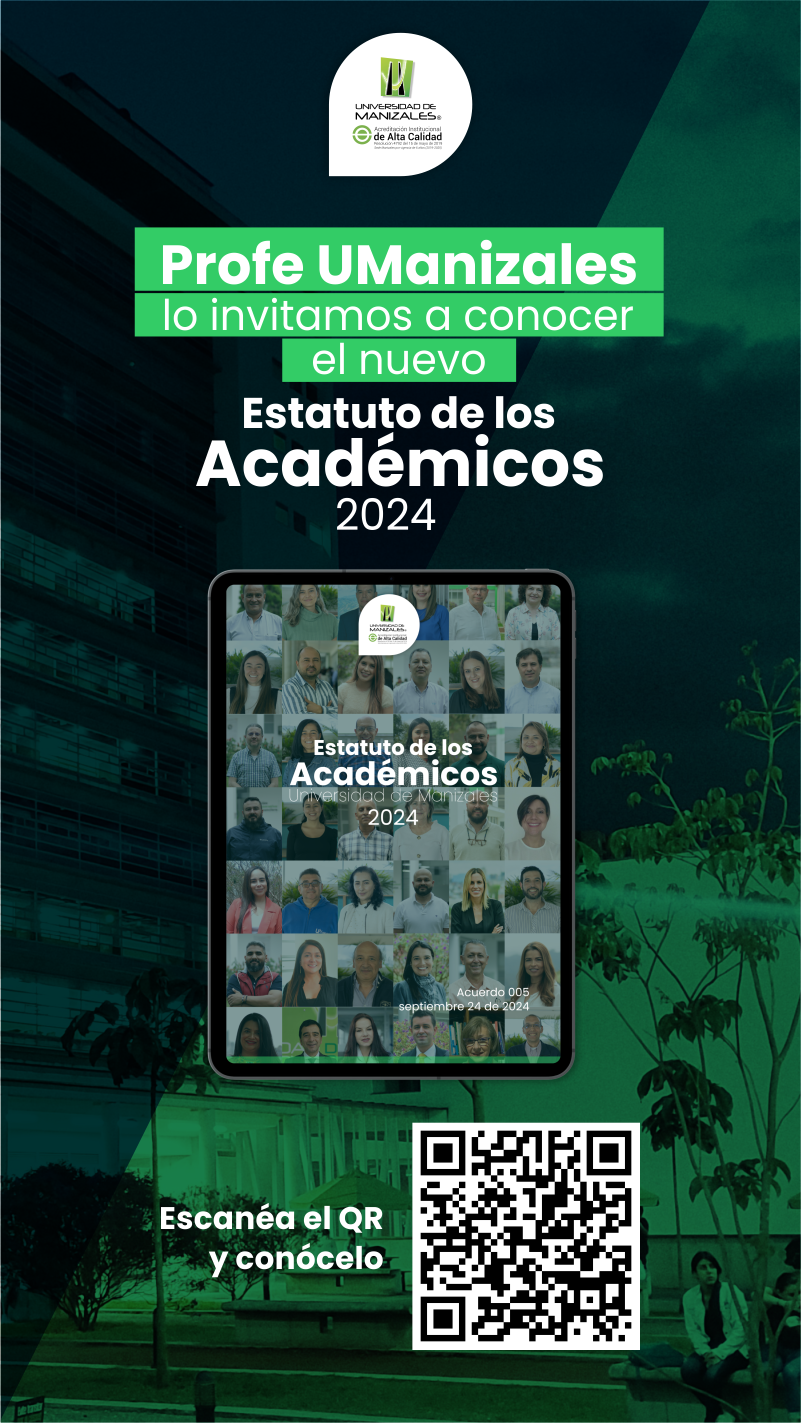 UNIVERSIDAD DE
MANIZALES®
Acreditación Institucional
de Alta Calidad
Profe UManizales
lo invitamos a conocer
el nuevo
Estatuto de los
Académicos
2024
UNIVERSIDAD DE
MANIZALES
Acreditación Institucional
de Alta Calidad
Estatuto de los
Académicos
Universidad de Manizales
2024
Acuerdo 005
septiembre 24 de 2024
Escanéa el QR
y conócelo